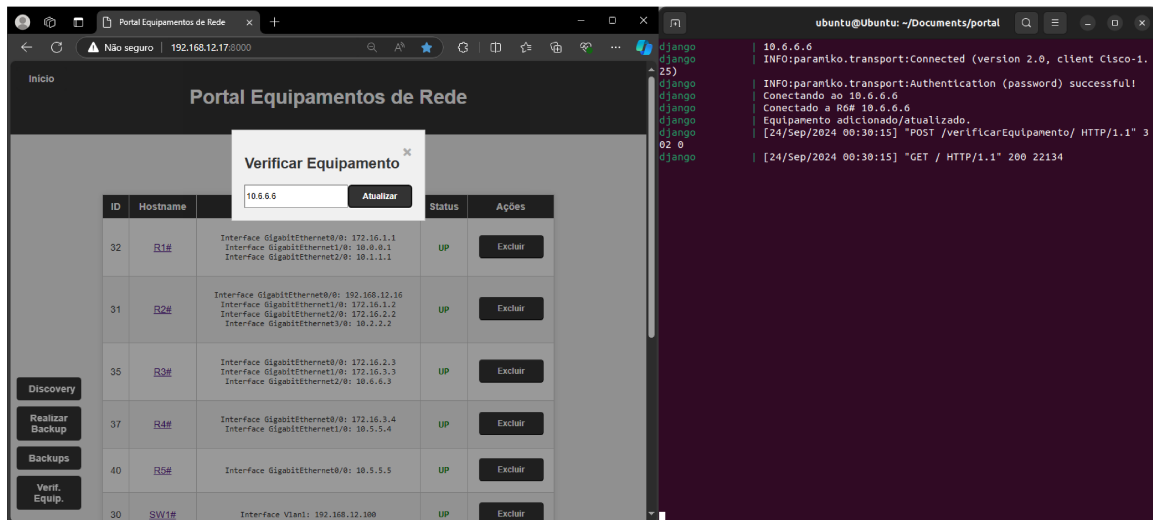 Portal Equipamentos de Rede
Não seguro
192.168.12.17:8000
Início
Portal Equipamentos de Rede
Verificar Equipamento
×
10.6.6.6
Atualizar
ID
Hostname
Status
Ações
32
R1#
Interface GigabitEthernet0/0: 172.16.1.1
Interface GigabitEthernet1/0: 10.0.0.1
Interface GigabitEthernet2/0: 10.1.1.1
UP
Excluir
31
R2#
Interface GigabitEthernet0/0: 192.168.12.16
Interface GigabitEthernet1/0: 172.16.1.2
Interface GigabitEthernet2/0: 172.16.2.2
Interface GigabitEthernet3/0: 10.2.2.2
UP
Excluir
35
R3#
Interface GigabitEthernet0/0: 172.16.2.3
Interface GigabitEthernet1/0: 172.16.3.3
Interface GigabitEthernet2/0: 10.6.6.3
UP
Excluir
37
R4#
Interface GigabitEthernet0/0: 172.16.3.4
Interface GigabitEthernet1/0: 10.5.5.4
UP
Excluir
40
R5#
Interface GigabitEthernet0/0: 10.5.5.5
UP
Excluir
30
SW1#
Interface Vlan1: 192.168.12.100
UP
Excluir
Discovery
Realizar
Backup
Backups
Verif.
Equip.
ubuntu@Ubuntu: ~/Documents/portal
django | 10.6.6.6
django | INFO:paramiko.transport:Connected (version 2.0, client Cisco-1.
25)
django | INFO:paramiko.transport:Authentication (password) successful!
django | Conectando ao 10.6.6.6
django | Conectado a R6# 10.6.6.6
django | Equipamento adicionado/atualizado.
django | [24/Sep/2024 00:30:15] "POST /verificarEquipamento/ HTTP/1.1" 3
02 0
django | [24/Sep/2024 00:30:15] "GET / HTTP/1.1" 200 22134